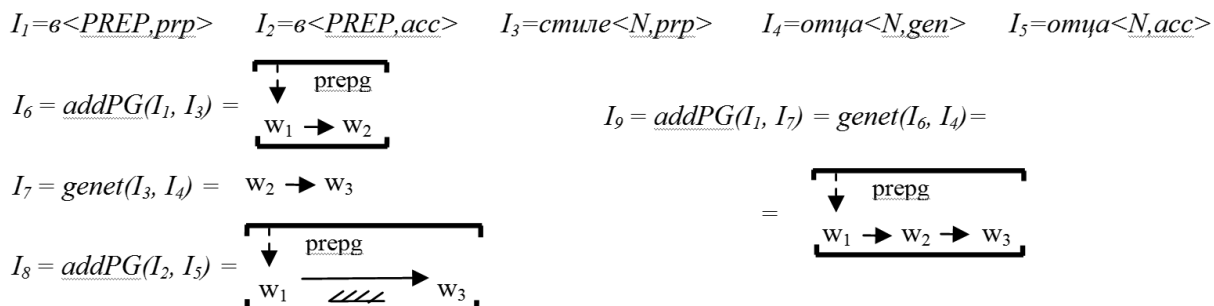 I₁=в<PREP,prp> I₂=в<PREP,acc> I₃=стиле<N,prp> I₄=отца<N,gen> I₅=отца<N,acc>
prepg
I₆ = addPG(I₁, I₃) =
w₁ → w₂
I₉ = addPG(I₁, I₇) = genet(I₆, I₄)=
I₇ = genet(I₃, I₄) = w₂ → w₃
prepg
=
w₁ → w₂ → w₃
prepg
I₈ = addPG(I₂, I₅) =
w₁ → w₃